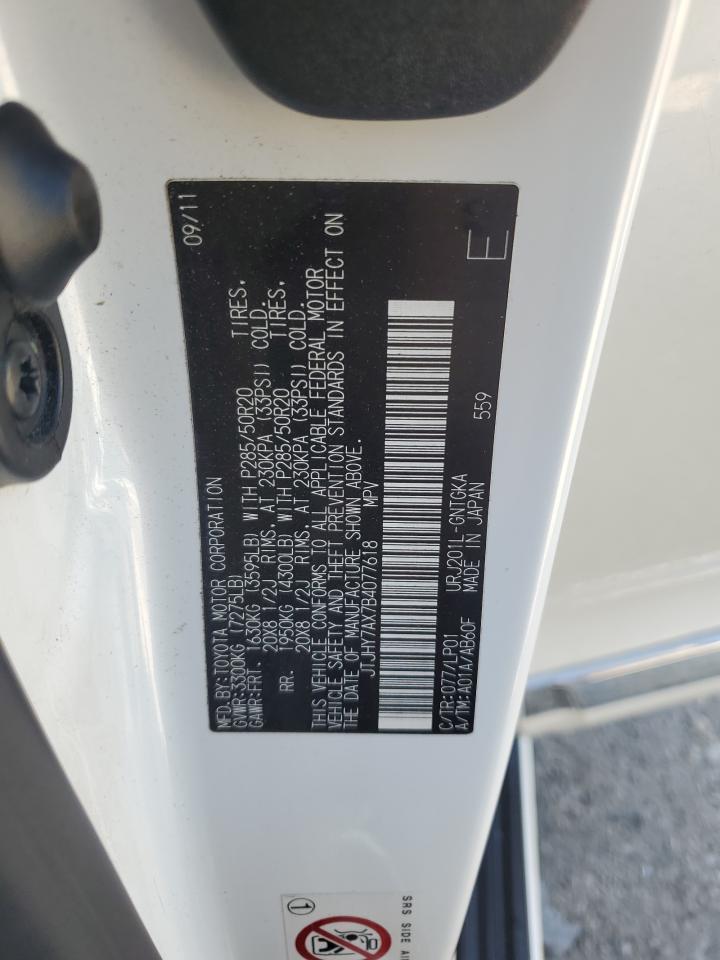 MFD.BY:TOYOTA MOTOR CORPORATION 09/11
GVWR:3300KG (7275LB)
GAWR:FRT. 1630KG (3595LB) WITH P285/50R20 TIRES.
20X8 1/2J RIMS. AT 230KPA (33PSI) COLD.
RR. 1950KG (4300LB) WITH P285/50R20 TIRES.
20X8 1/2J RIMS. AT 230KPA (33PSI) COLD.
THIS VEHICLE CONFORMS TO ALL APPLICABLE FEDERAL MOTOR
VEHICLE SAFETY AND THEFT PREVENTION STANDARDS IN EFFECT ON
THE DATE OF MANUFACTURE SHOWN ABOVE.
JTJHY7AX7B4077618 MPV
C/TR:077/LP01 URJ201L-GNTGKA
A/TM:A01A/AB60F MADE IN JAPAN 559
E
1
SRS SIDE